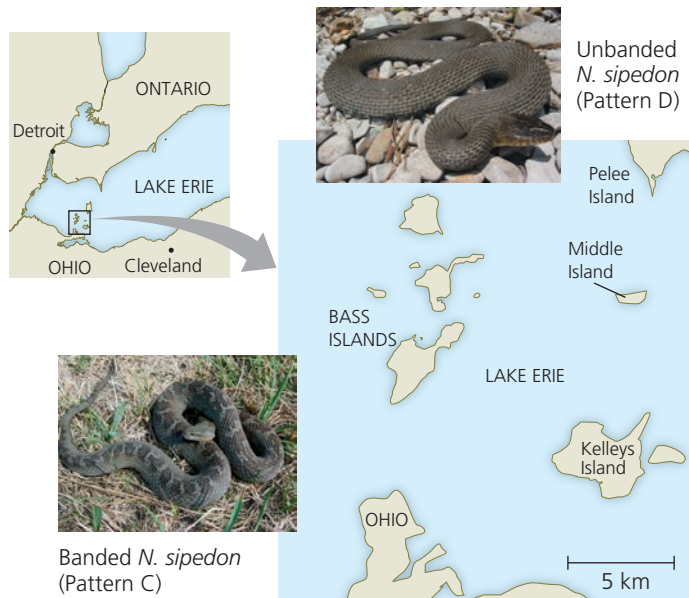 ONTARIO
Detroit
LAKE ERIE
OHIO
Cleveland
Unbanded
N. sipedon
(Pattern D)
Pelee
Island
Middle
Island
BASS
ISLANDS
LAKE ERIE
Kelleys
Island
OHIO
5 km
Banded N. sipedon
(Pattern C)